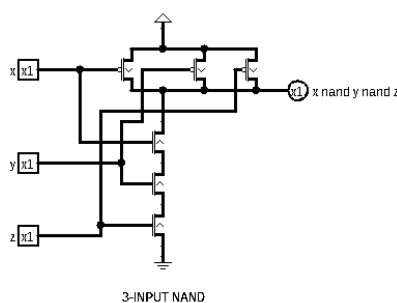 x x1
x1 x nand y nand z
y x1
z x1
3-INPUT NAND